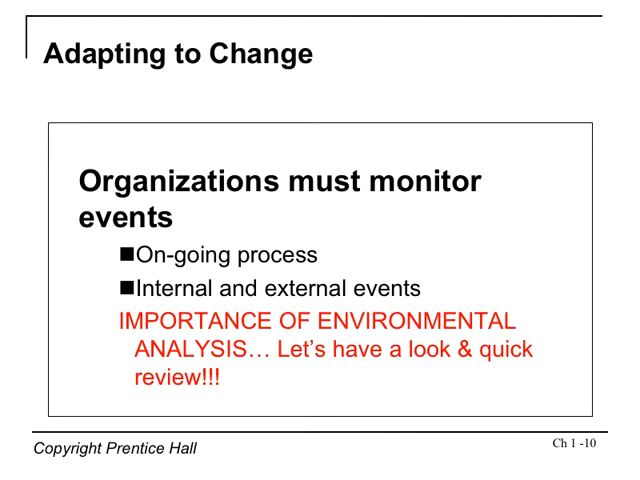 Adapting to Change
Organizations must monitor
events
■On-going process
■Internal and external events
IMPORTANCE OF ENVIRONMENTAL
ANALYSIS… Let’s have a look & quick
review!!!
Copyright Prentice Hall
Ch 1 -10